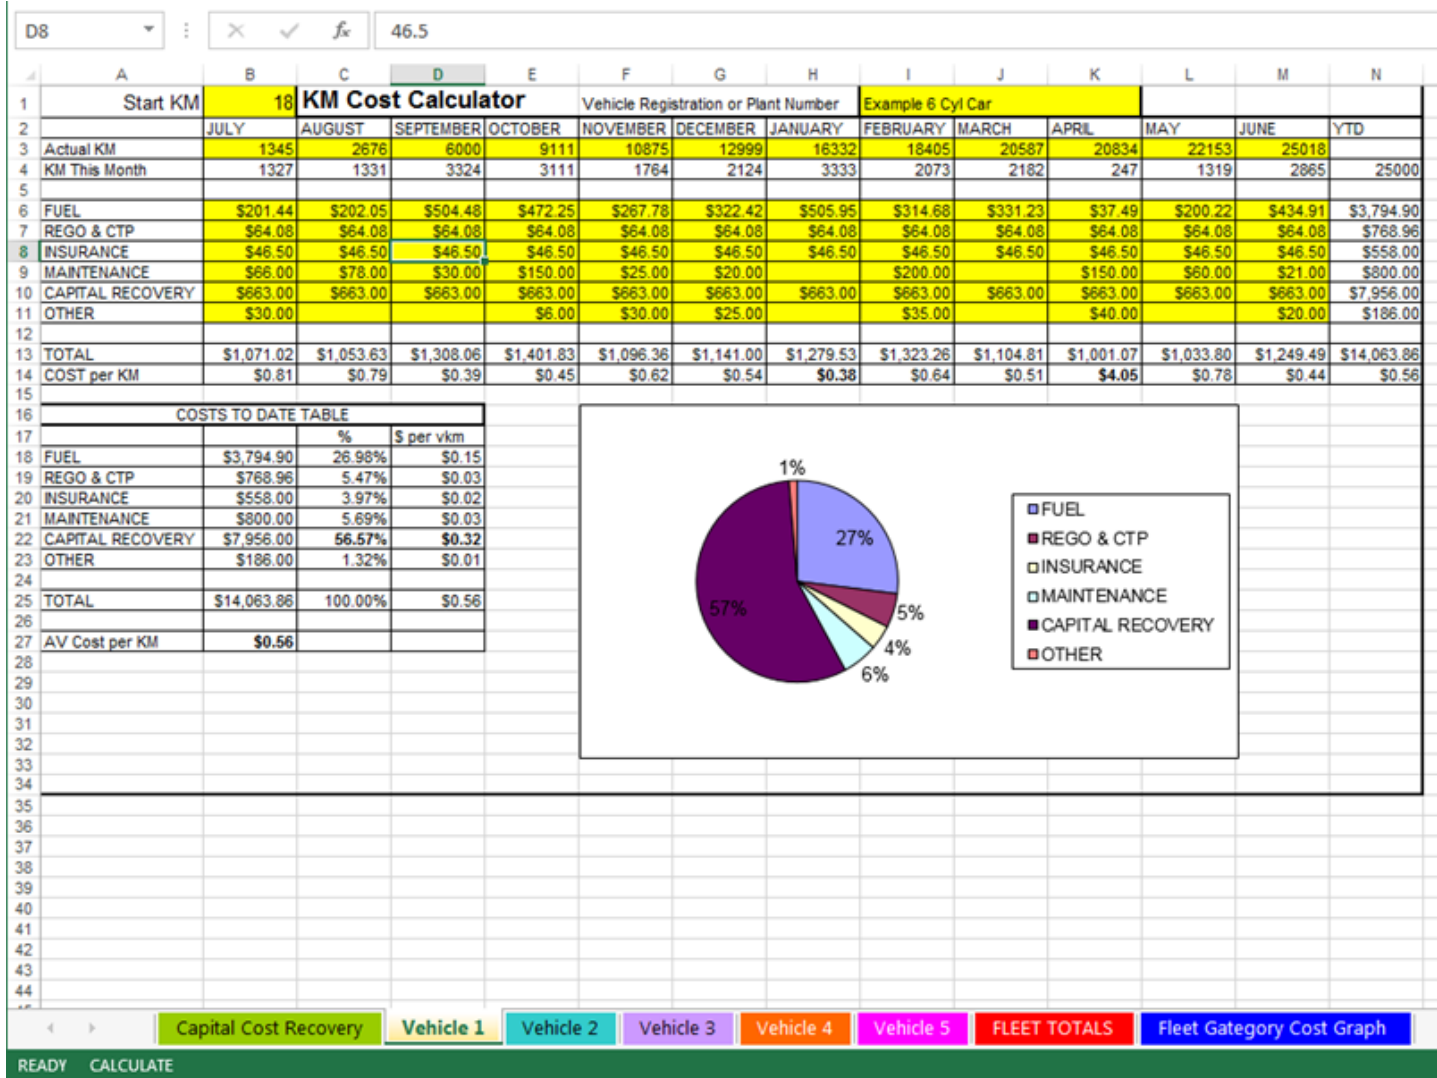 D8 fx 46.5
A B C D E F G H I J K L M N
1 Start KM 18 KM Cost Calculator Vehicle Registration or Plant Number Example 6 Cyl Car
2 JULY AUGUST SEPTEMBER OCTOBER NOVEMBER DECEMBER JANUARY FEBRUARY MARCH APRIL MAY JUNE YTD
3 Actual KM 1345 2676 6000 9111 10875 12999 16332 18405 20587 20834 22153 25018
4 KM This Month 1327 1331 3324 3111 1764 2124 3333 2073 2182 247 1319 2865 25000
5
6 FUEL $201.44 $202.05 $504.48 $472.25 $267.78 $322.42 $505.95 $314.68 $331.23 $37.49 $200.22 $434.91 $3,794.90
7 REGO & CTP $64.08 $64.08 $64.08 $64.08 $64.08 $64.08 $64.08 $64.08 $64.08 $64.08 $64.08 $64.08 $768.96
8 INSURANCE $46.50 $46.50 $46.50 $46.50 $46.50 $46.50 $46.50 $46.50 $46.50 $46.50 $46.50 $46.50 $558.00
9 MAINTENANCE $66.00 $78.00 $30.00 $150.00 $25.00 $20.00 $200.00 $150.00 $60.00 $21.00 $800.00
10 CAPITAL RECOVERY $663.00 $663.00 $663.00 $663.00 $663.00 $663.00 $663.00 $663.00 $663.00 $663.00 $663.00 $663.00 $7,956.00
11 OTHER $30.00 $6.00 $30.00 $25.00 $35.00 $40.00 $20.00 $186.00
12
13 TOTAL $1,071.02 $1,053.63 $1,308.06 $1,401.83 $1,096.36 $1,141.00 $1,279.53 $1,323.26 $1,104.81 $1,001.07 $1,033.80 $1,249.49 $14,063.86
14 COST per KM $0.81 $0.79 $0.39 $0.45 $0.62 $0.54 $0.38 $0.64 $0.51 $4.05 $0.78 $0.44 $0.56
15
16 COSTS TO DATE TABLE
17 % $ per vkm
18 FUEL $3,794.90 26.98% $0.15
19 REGO & CTP $768.96 5.47% $0.03
20 INSURANCE $558.00 3.97% $0.02
21 MAINTENANCE $800.00 5.69% $0.03
22 CAPITAL RECOVERY $7,956.00 56.57% $0.32
23 OTHER $186.00 1.32% $0.01
24
25 TOTAL $14,063.86 100.00% $0.56
26
27 AV Cost per KM $0.56
28
29
30
31
32
33
34
35
36
37
38
39
40
41
42
43
44
1%
27%
57%
5%
4%
6%
FUEL
REGO & CTP
INSURANCE
MAINTENANCE
CAPITAL RECOVERY
OTHER
Capital Cost Recovery Vehicle 1 Vehicle 2 Vehicle 3 Vehicle 4 Vehicle 5 FLEET TOTALS Fleet Gategory Cost Graph
READY CALCULATE